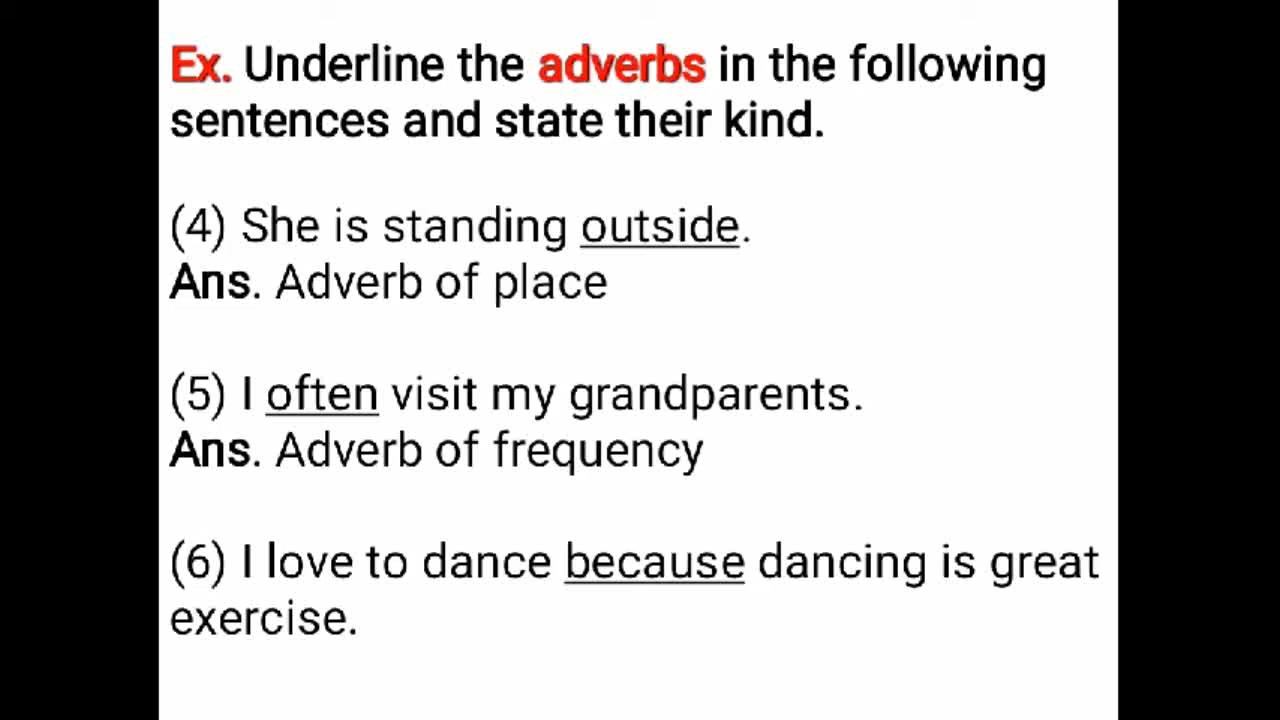 Ex. Underline the adverbs in the following
sentences and state their kind.
(4) She is standing outside.
Ans. Adverb of place
(5) I often visit my grandparents.
Ans. Adverb of frequency
(6) I love to dance because dancing is great
exercise.